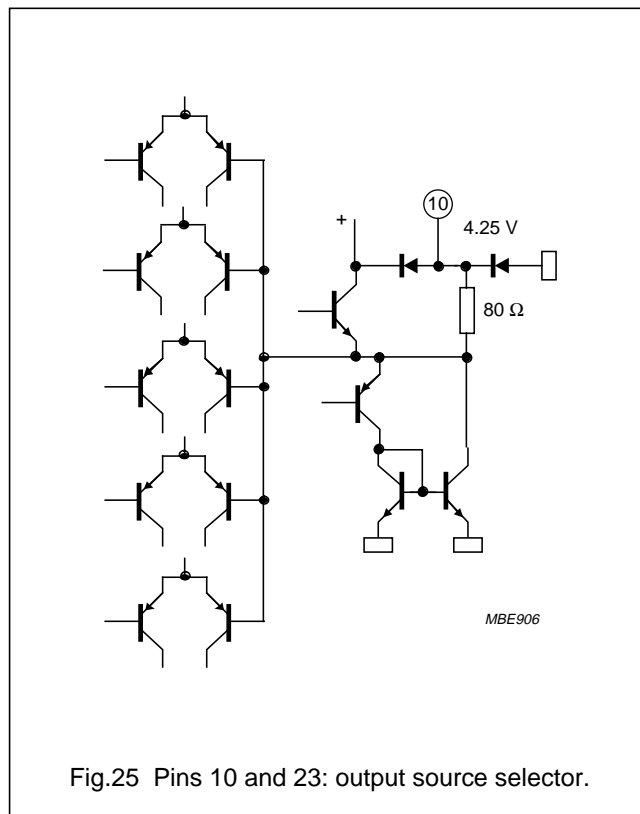 +
10
4.25 V
80 Ω
MBE906
Fig.25 Pins 10 and 23: output source selector.